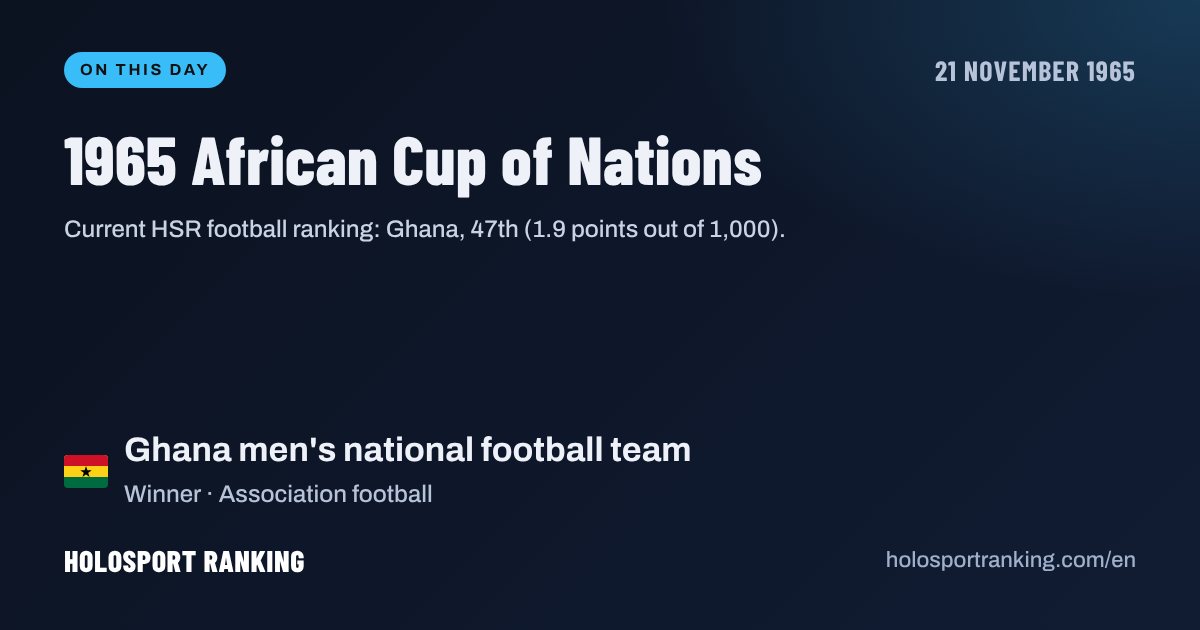 ON THIS DAY
21 NOVEMBER 1965
1965 African Cup of Nations
Current HSR football ranking: Ghana, 47th (1.9 points out of 1,000).
Ghana men's national football team
Winner · Association football
HOLOSPORT RANKING
holosportranking.com/en